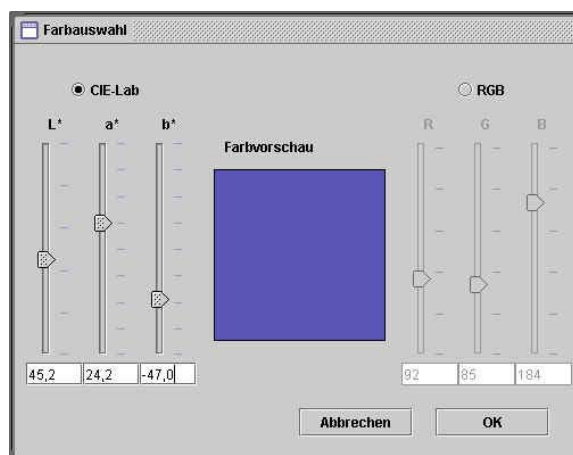 Farbauswahl
CIE-Lab
RGB
L* a* b*
Farbvorschau
R G B
45,2 24,2 -47,0
92 85 184
Abbrechen OK